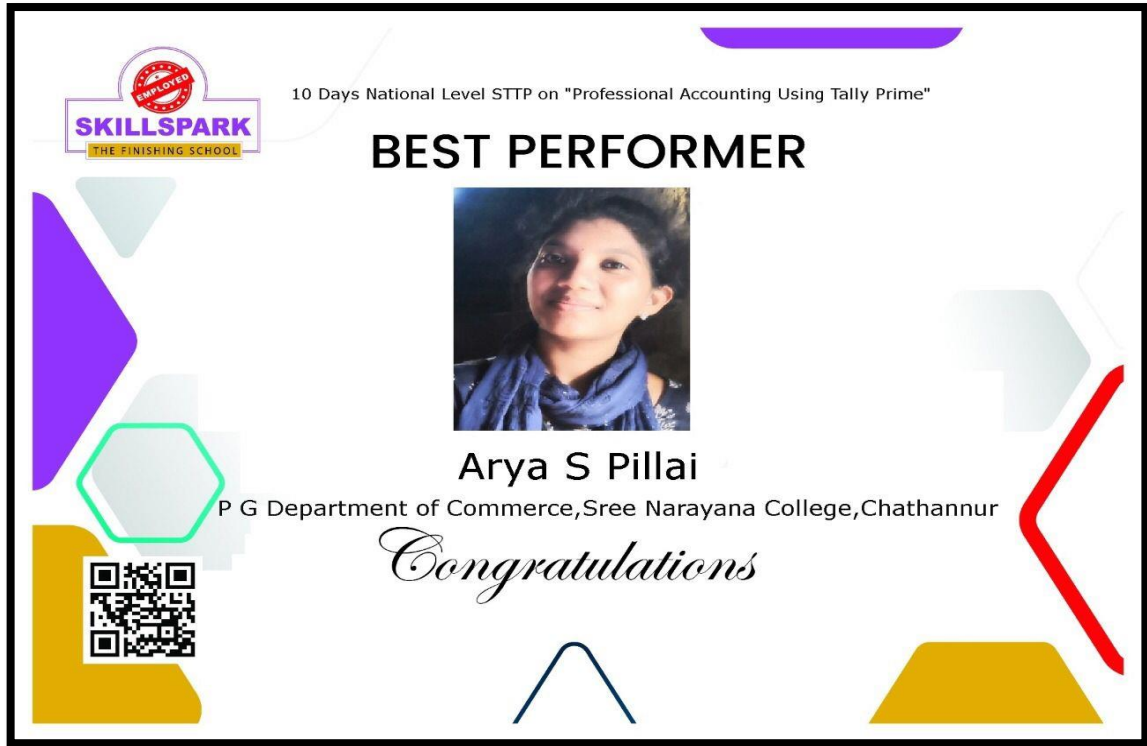 EMPLOYED
SKILLSPARK
THE FINISHING SCHOOL
10 Days National Level STTP on "Professional Accounting Using Tally Prime"
BEST PERFORMER
Arya S Pillai
P G Department of Commerce,Sree Narayana College,Chathannur
Congratulations